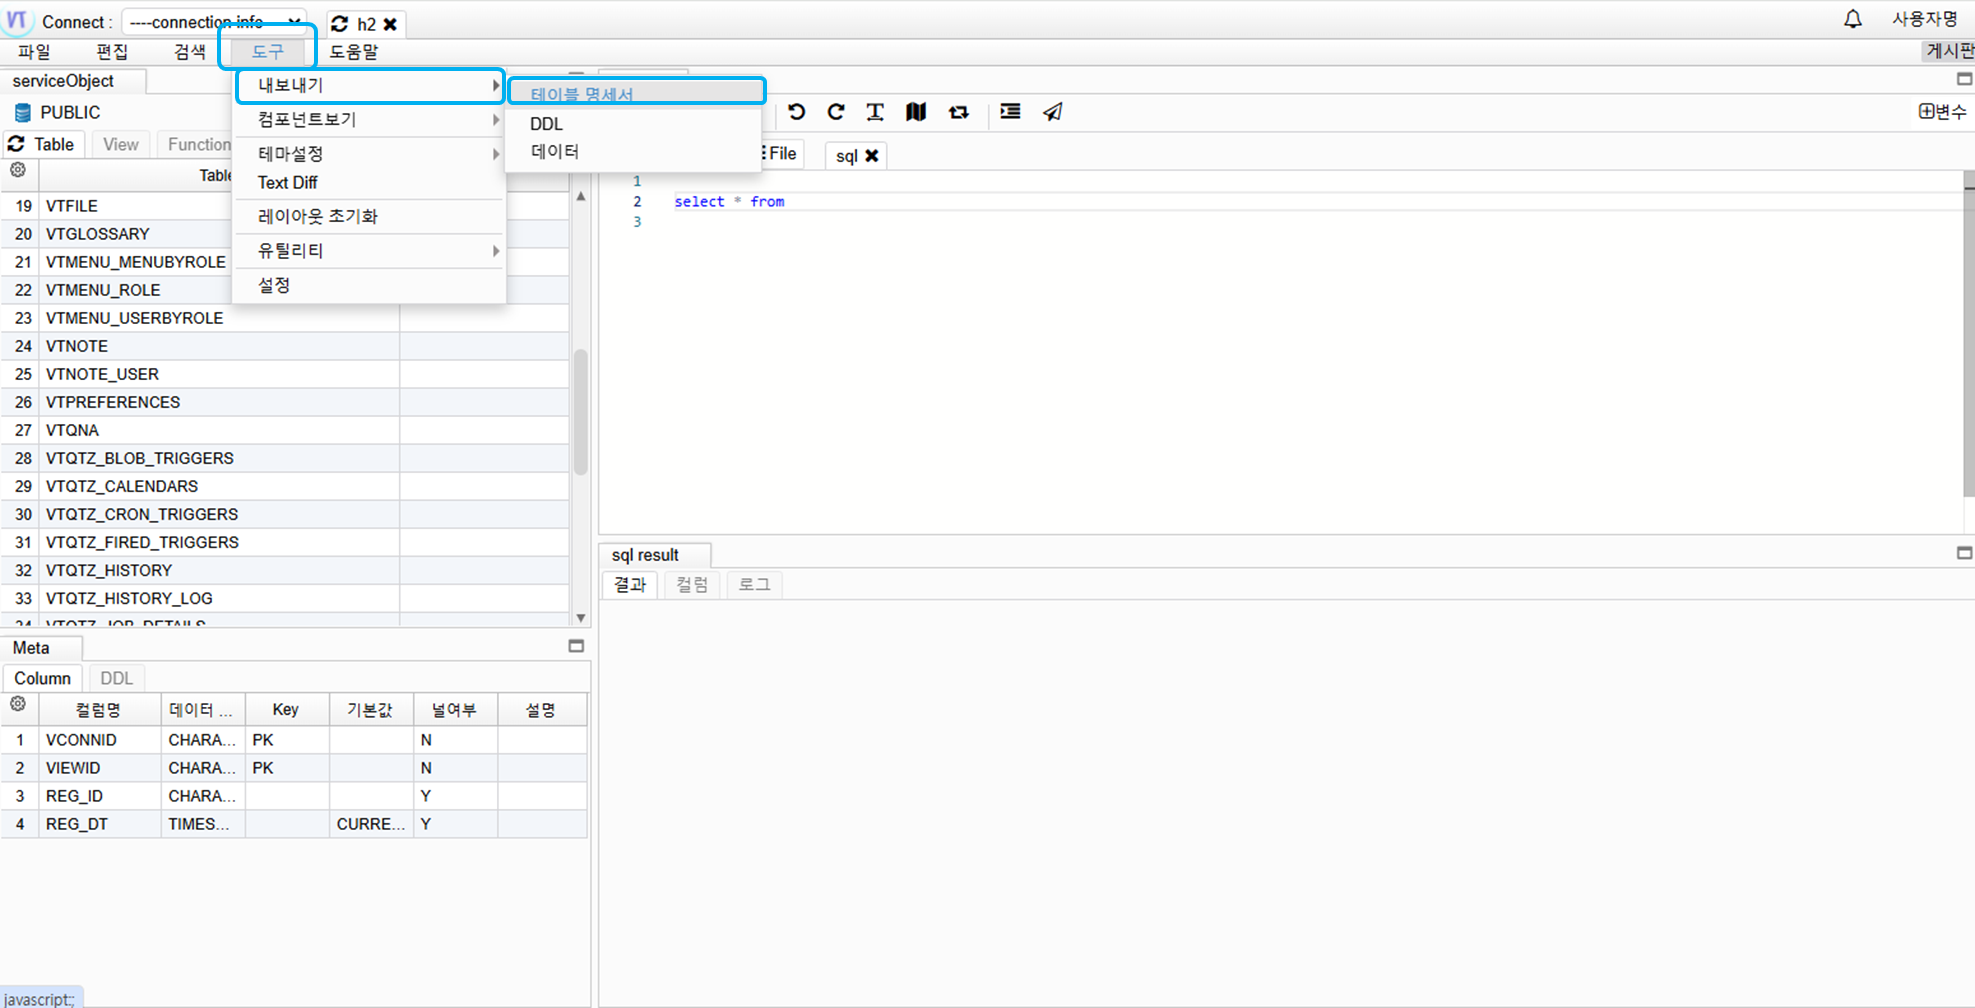 VT Connect : ----connection info h2
사용자명
파일 편집 검색 도구 도움말
게시판
serviceObject
PUBLIC
Table View Function
Table
19 VTFILE
20 VTGLOSSARY
21 VTMENU_MENUBYROLE
22 VTMENU_ROLE
23 VTMENU_USERBYROLE
24 VTNOTE
25 VTNOTE_USER
26 VTPREFERENCES
27 VTQNA
28 VTQTZ_BLOB_TRIGGERS
29 VTQTZ_CALENDARS
30 VTQTZ_CRON_TRIGGERS
31 VTQTZ_FIRED_TRIGGERS
32 VTQTZ_HISTORY
33 VTQTZ_HISTORY_LOG
34 VTQTZ_JOB_DETAILS
내보내기
컴포넌트보기
테마설정
Text Diff
레이아웃 초기화
유틸리티
설정
테이블 명세서
DDL
데이터
변수
File sql
1
2 select * from
3
sql result
결과 컬럼 로그
Meta
Column DDL
컬럼명 데이터 ... Key 기본값 널여부 설명
1 VCONNID CHARA... PK N
2 VIEWID CHARA... PK N
3 REG_ID CHARA... Y
4 REG_DT TIMES... CURRE... Y
javascript:;